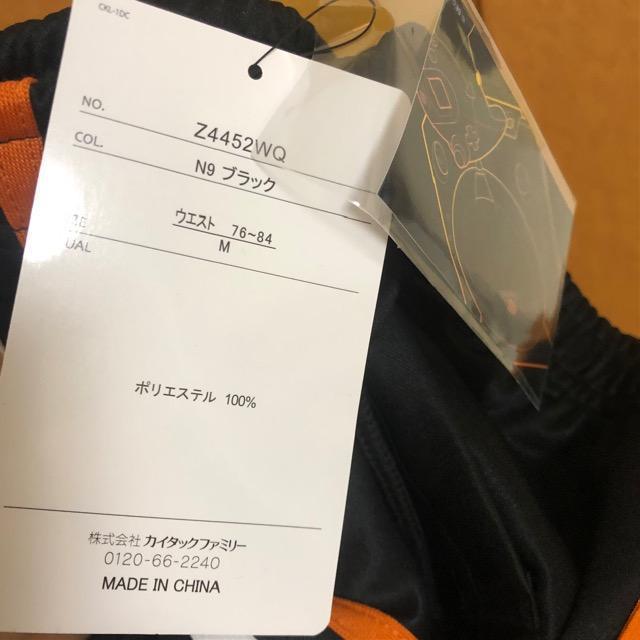 CKL-1DC
NO. Z4452WQ
COL. N9 ブラック
ウエスト 76~84
M
ポリエステル 100%
株式会社 カイタックファミリー
0120-66-2240
MADE IN CHINA